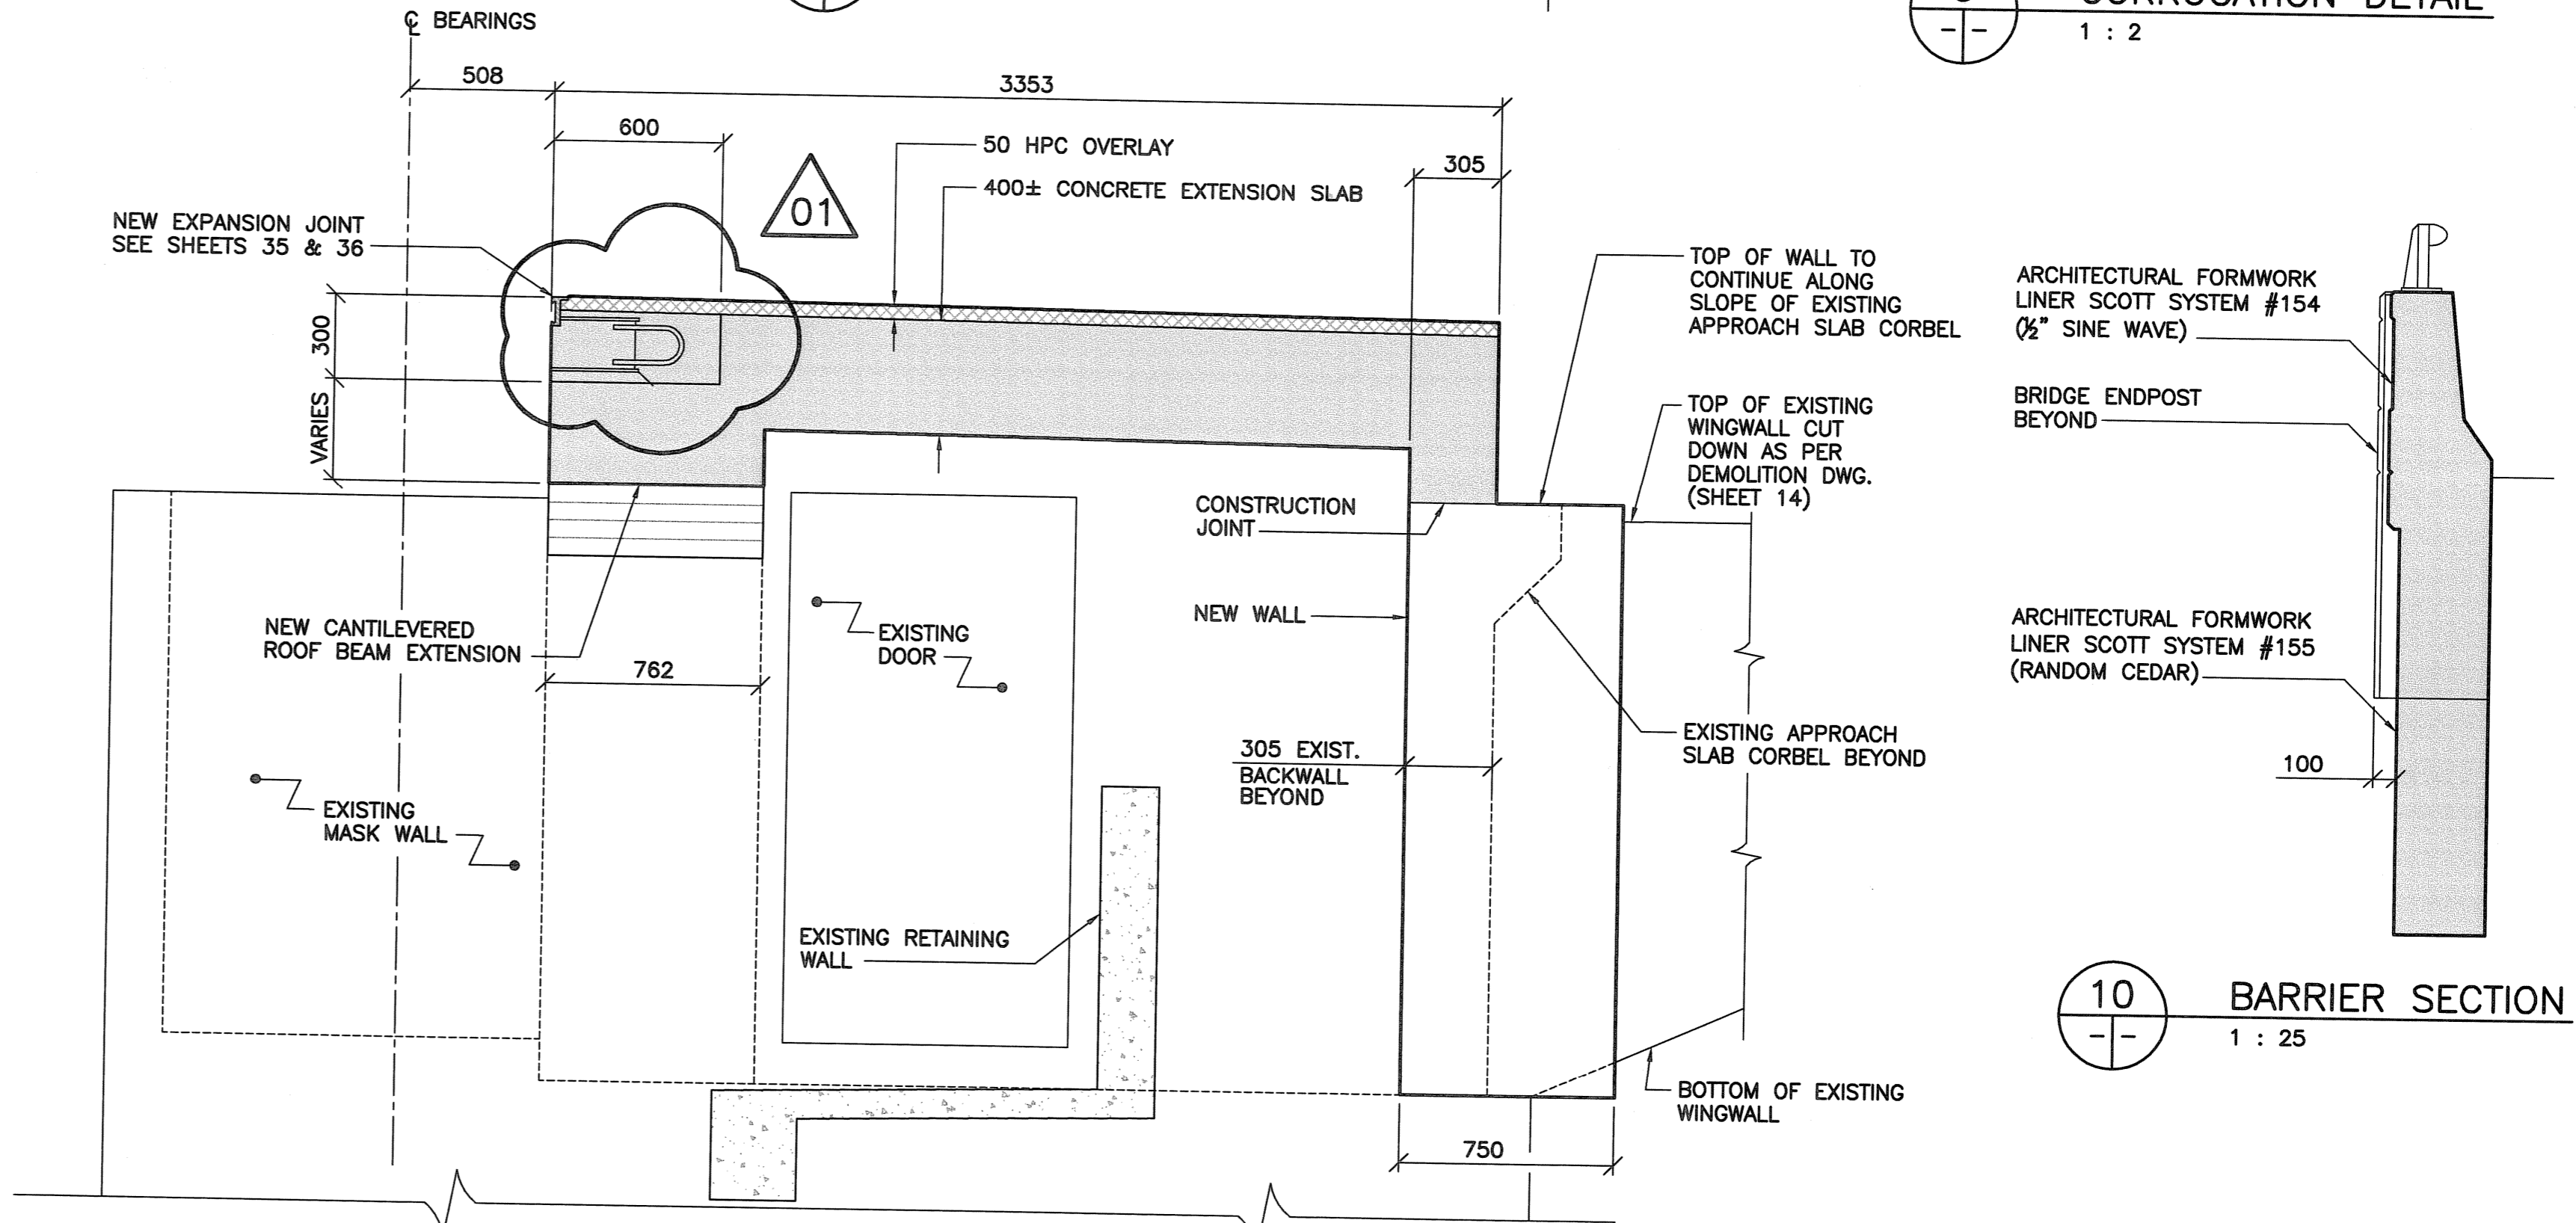 ℄ BEARINGS
508
3353
600
50 HPC OVERLAY
400± CONCRETE EXTENSION SLAB
305
01
NEW EXPANSION JOINT
SEE SHEETS 35 & 36
300
VARIES
TOP OF WALL TO
CONTINUE ALONG
SLOPE OF EXISTING
APPROACH SLAB CORBEL
TOP OF EXISTING
WINGWALL CUT
DOWN AS PER
DEMOLITION DWG.
(SHEET 14)
CONSTRUCTION
JOINT
NEW WALL
NEW CANTILEVERED
ROOF BEAM EXTENSION
762
EXISTING
DOOR
305 EXIST.
BACKWALL
BEYOND
EXISTING APPROACH
SLAB CORBEL BEYOND
EXISTING
MASK WALL
EXISTING RETAINING
WALL
BOTTOM OF EXISTING
WINGWALL
750
DETAIL
1 : 2
--
ARCHITECTURAL FORMWORK
LINER SCOTT SYSTEM #154
(½" SINE WAVE)
BRIDGE ENDPOST
BEYOND
ARCHITECTURAL FORMWORK
LINER SCOTT SYSTEM #155
(RANDOM CEDAR)
100
10
--
BARRIER SECTION
1 : 25